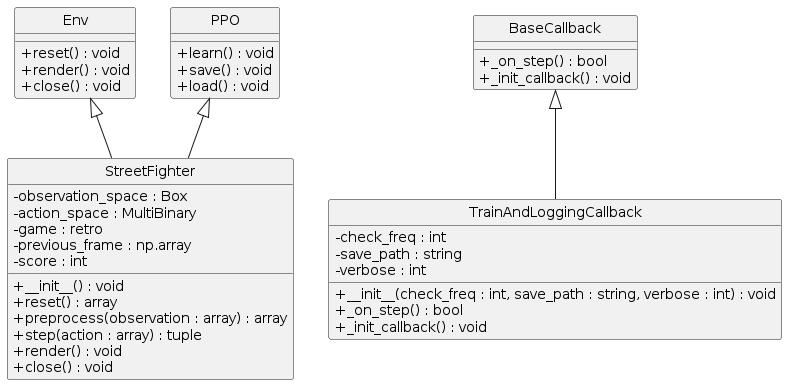 Env
+reset() : void
+render() : void
+close() : void
PPO
+learn() : void
+save() : void
+load() : void
BaseCallback
+_on_step() : bool
+_init_callback() : void
StreetFighter
-observation_space : Box
-action_space : MultiBinary
-game : retro
-previous_frame : np.array
-score : int
+__init__() : void
+reset() : array
+preprocess(observation : array) : array
+step(action : array) : tuple
+render() : void
+close() : void
TrainAndLoggingCallback
-check_freq : int
-save_path : string
-verbose : int
+__init__(check_freq : int, save_path : string, verbose : int) : void
+_on_step() : bool
+_init_callback() : void